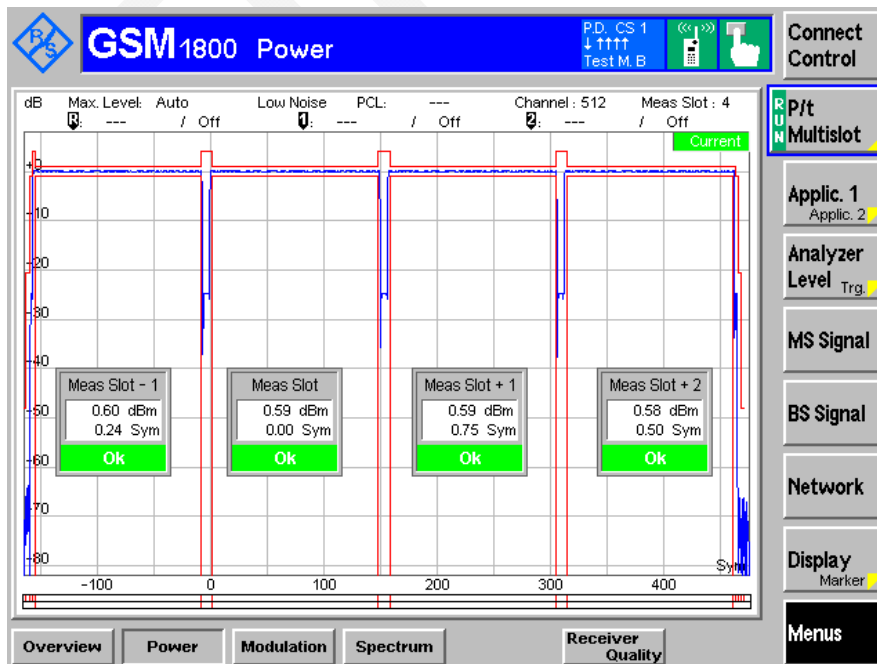 R/S
GSM 1800 Power
P.D. CS 1
↓ ↑↑↑↑
Test M. B
Connect
Control
dB Max. Level: Auto Low Noise PCL: --- Channel : 512 Meas Slot : 4
R: --- / Off 1: --- / Off 2: --- / Off
Current
RUN
P/t
Multislot
+0
-10
-20
-30
-40
-50
-60
-70
-80
Applic. 1
Applic. 2
Analyzer
Level Trg.
MS Signal
BS Signal
Network
Display
Marker
Menus
Meas Slot - 1
0.60 dBm
0.24 Sym
Ok
Meas Slot
0.59 dBm
0.00 Sym
Ok
Meas Slot + 1
0.59 dBm
0.75 Sym
Ok
Meas Slot + 2
0.58 dBm
0.50 Sym
Ok
Sym
-100 0 100 200 300 400
Overview Power Modulation Spectrum Receiver
Quality